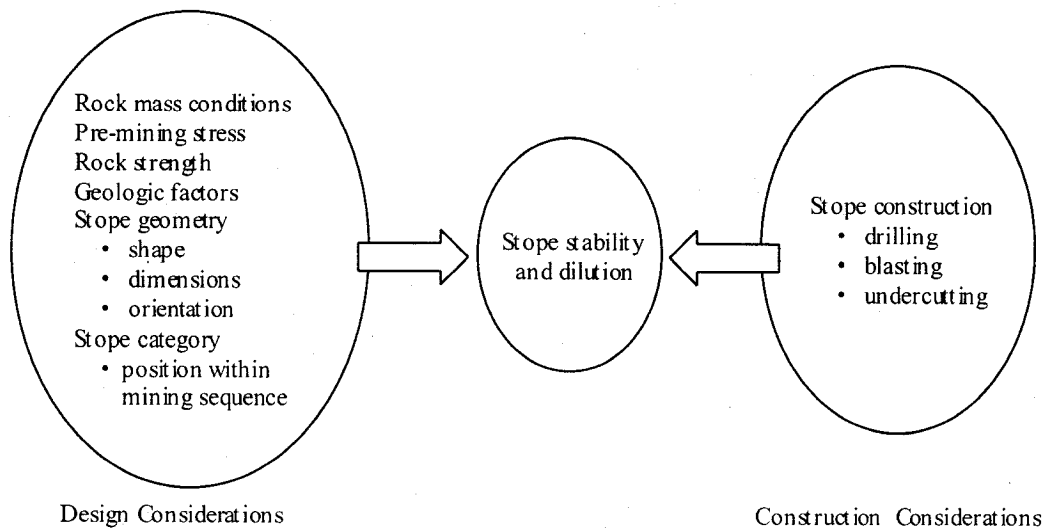 Rock mass conditions
Pre-mining stress
Rock strength
Geologic factors
Stope geometry
• shape
• dimensions
• orientation
Stope category
• position within
mining sequence
Design Considerations
Stope stability
and dilution
Stope construction
• drilling
• blasting
• undercutting
Construction Considerations